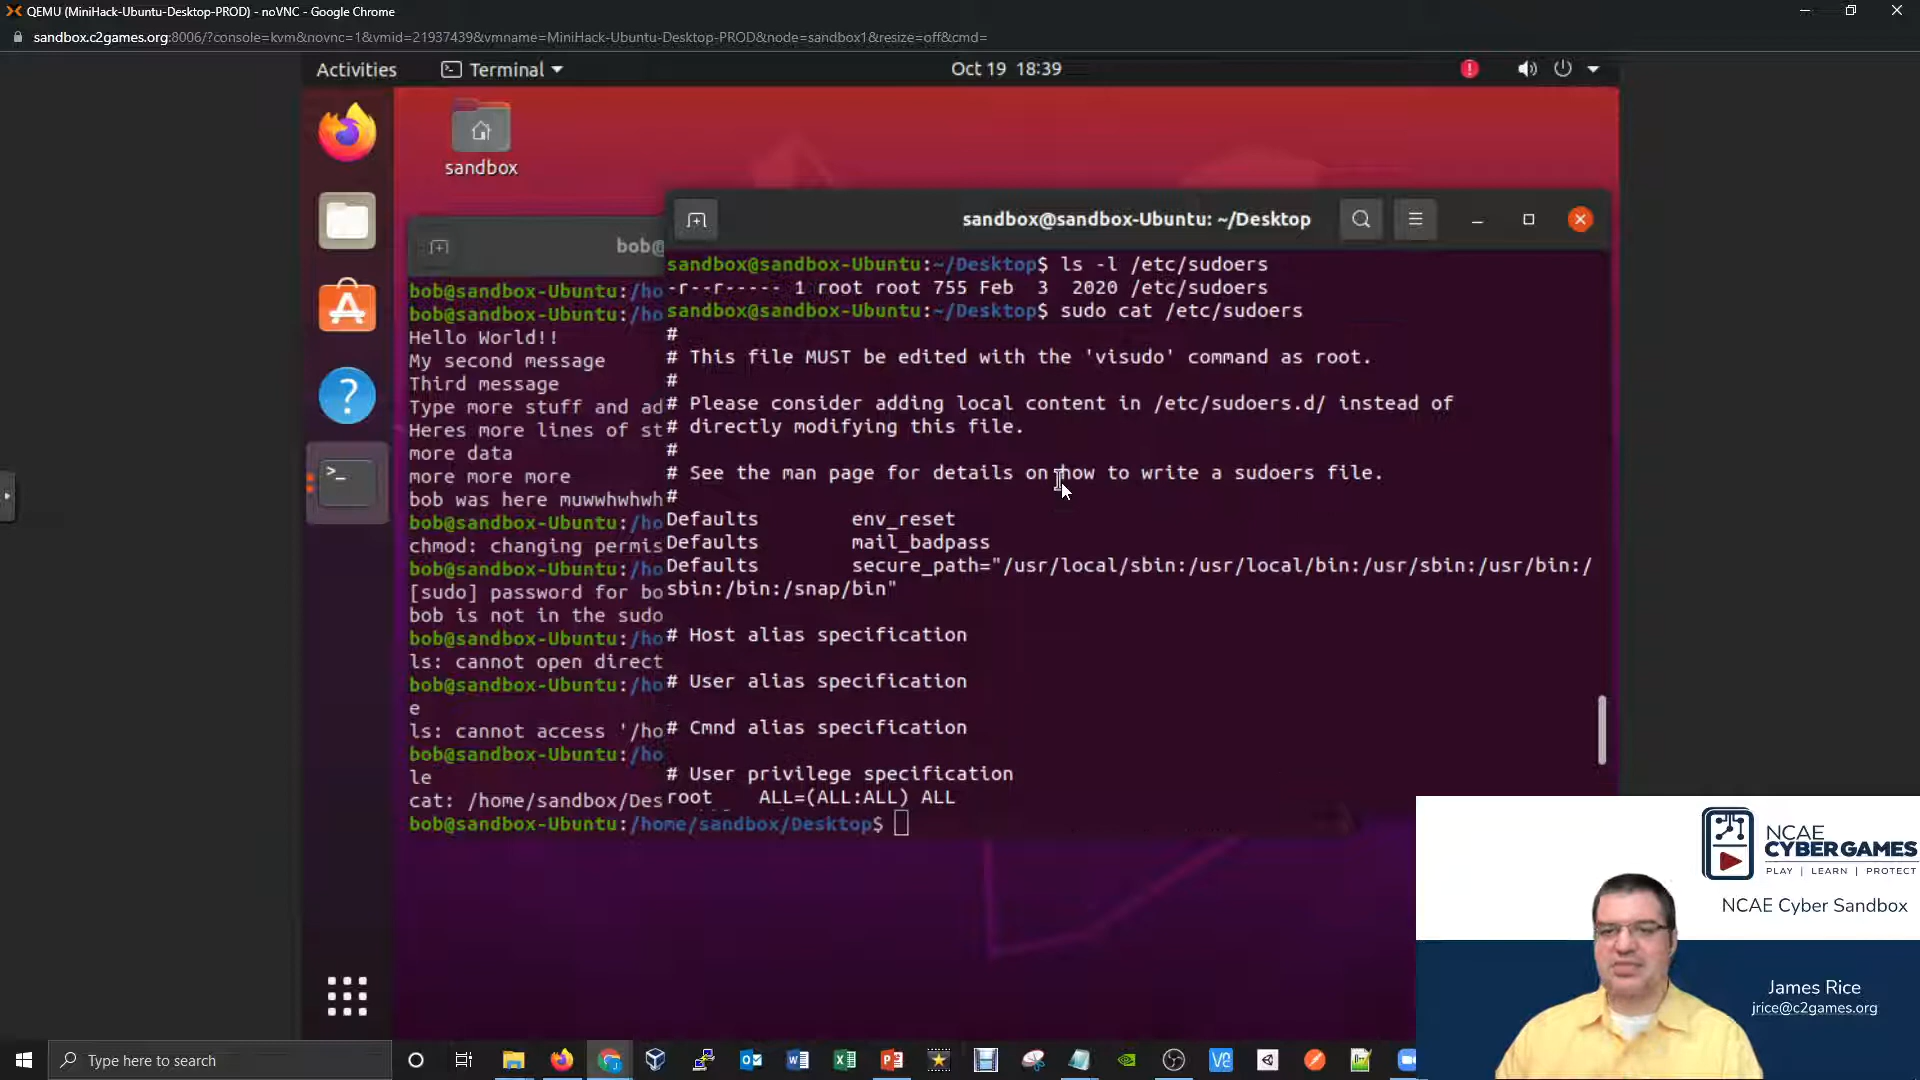 QEMU (MiniHack-Ubuntu-Desktop-PROD) - noVNC - Google Chrome
sandbox.c2games.org:8006/?console=kvm&novnc=1&vmid=21937439&vmname=MiniHack-Ubuntu-Desktop-PROD&node=sandbox1&resize=off&cmd=
Activities
Terminal
Oct 19 18:39
sandbox
bob@
sandbox@sandbox-Ubuntu: ~/Desktop
bob@sandbox-Ubuntu:/ho
bob@sandbox-Ubuntu:/ho
Hello World!!
My second message
Third message
Type more stuff and ad
Heres more lines of st
more data
more more more
bob was here muwwhwhwh
bob@sandbox-Ubuntu:/ho
chmod: changing permis
bob@sandbox-Ubuntu:/ho
[sudo] password for bo
bob is not in the sudo
bob@sandbox-Ubuntu:/ho
ls: cannot open direct
bob@sandbox-Ubuntu:/ho
e
ls: cannot access '/ho
bob@sandbox-Ubuntu:/ho
le
cat: /home/sandbox/Des
bob@sandbox-Ubuntu:/home/sandbox/Desktop$
sandbox@sandbox-Ubuntu:~/Desktop$ ls -l /etc/sudoers
-r--r----- 1 root root 755 Feb  3  2020 /etc/sudoers
sandbox@sandbox-Ubuntu:~/Desktop$ sudo cat /etc/sudoers
#
# This file MUST be edited with the 'visudo' command as root.
#
# Please consider adding local content in /etc/sudoers.d/ instead of
# directly modifying this file.
#
# See the man page for details on how to write a sudoers file.
#
Defaults        env_reset
Defaults        mail_badpass
Defaults        secure_path="/usr/local/sbin:/usr/local/bin:/usr/sbin:/usr/bin:/
sbin:/bin:/snap/bin"
# Host alias specification
# User alias specification
# Cmnd alias specification
# User privilege specification
root    ALL=(ALL:ALL) ALL
NCAE
CYBERGAMES
PLAY | LEARN | PROTECT
NCAE Cyber Sandbox
James Rice
jrice@c2games.org
Type here to search